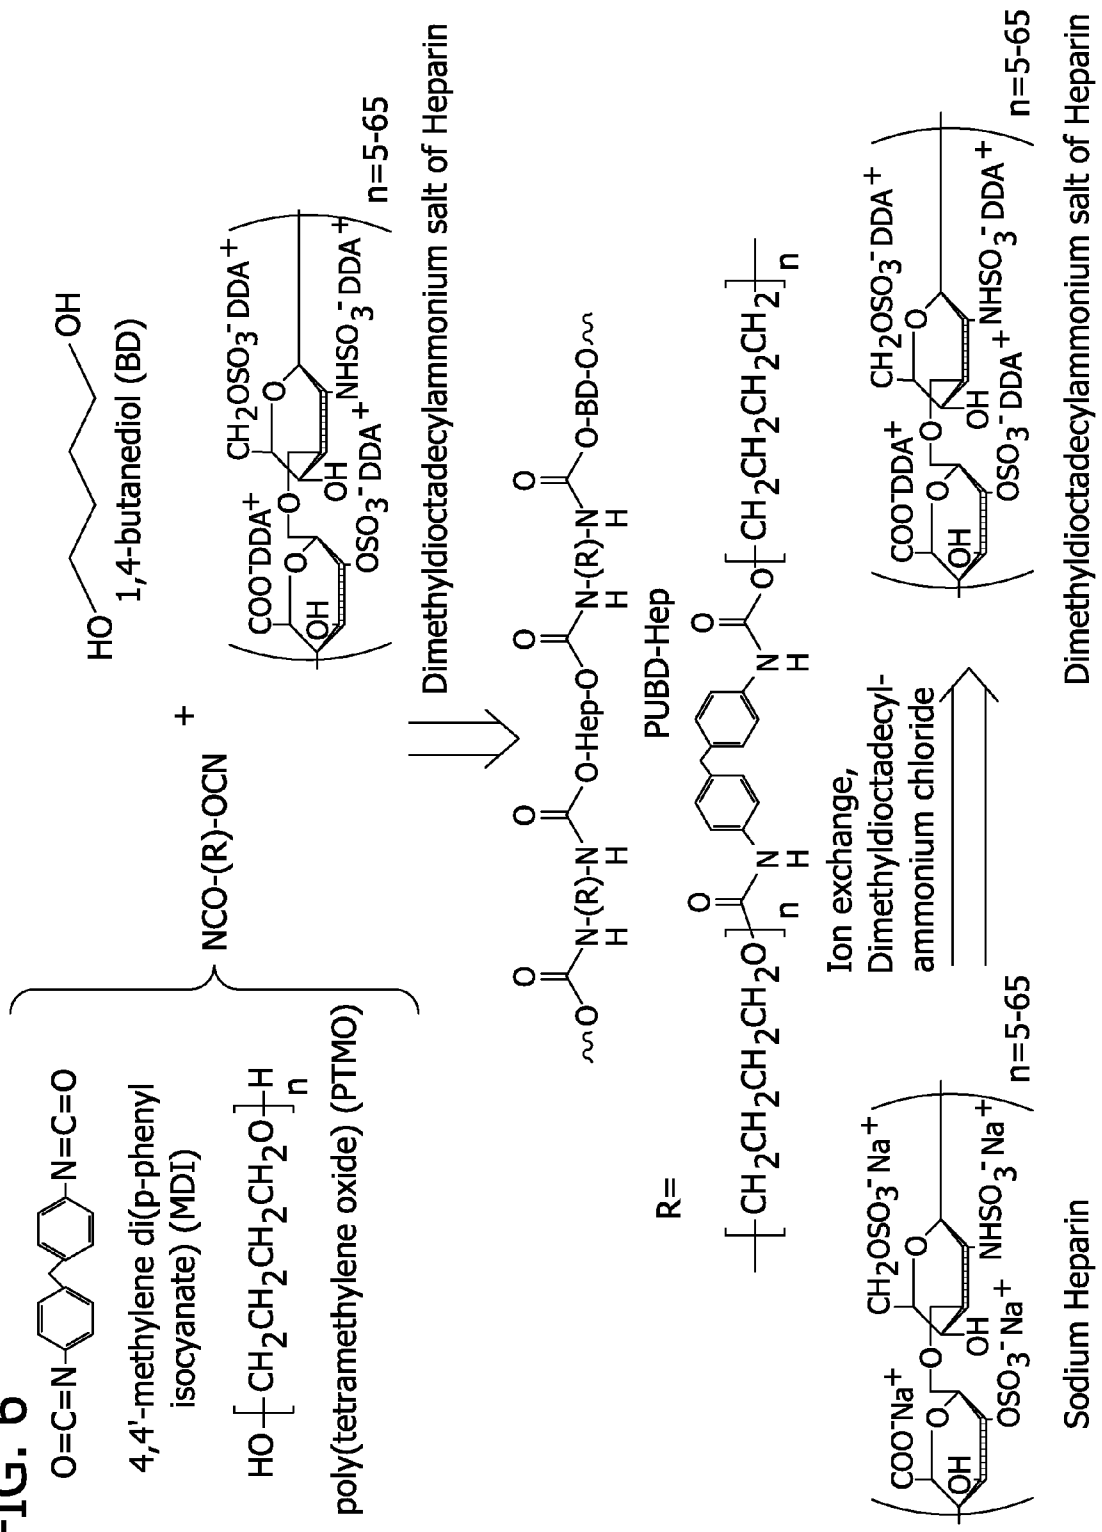 FIG. 6
O=C=N
N=C=O
4,4'-methylene di(p-phenyl
isocyanate) (MDI)
HO [CH2CH2CH2CH2O] H
n
poly(tetramethylene oxide) (PTMO)
NCO-(R)-OCN
+
HO
OH
1,4-butanediol (BD)
COO-DDA+
CH2OSO3-DDA+
O
O
O
OH
OH
OSO3-DDA+
NHSO3-DDA+
n=5-65
Dimethyldioctadecylammonium salt of Heparin
O
O
O
O
~O
N-(R)-N
O-Hep-O
N-(R)-N
O-BD-O~
H
H
H
H
PUBD-Hep
R=
[CH2CH2CH2CH2O]
n
O
N
H
N
H
O
O
[CH2CH2CH2CH2]
n
Ion exchange,
Dimethyldioctadecyl-
ammonium chloride
COO-Na+
CH2OSO3-Na+
O
O
O
OH
OH
OSO3-Na+
NHSO3-Na+
n=5-65
Sodium Heparin
COO-DDA+
CH2OSO3-DDA+
O
O
O
OH
OH
OSO3-DDA+
NHSO3-DDA+
n=5-65
Dimethyldioctadecylammonium salt of Heparin